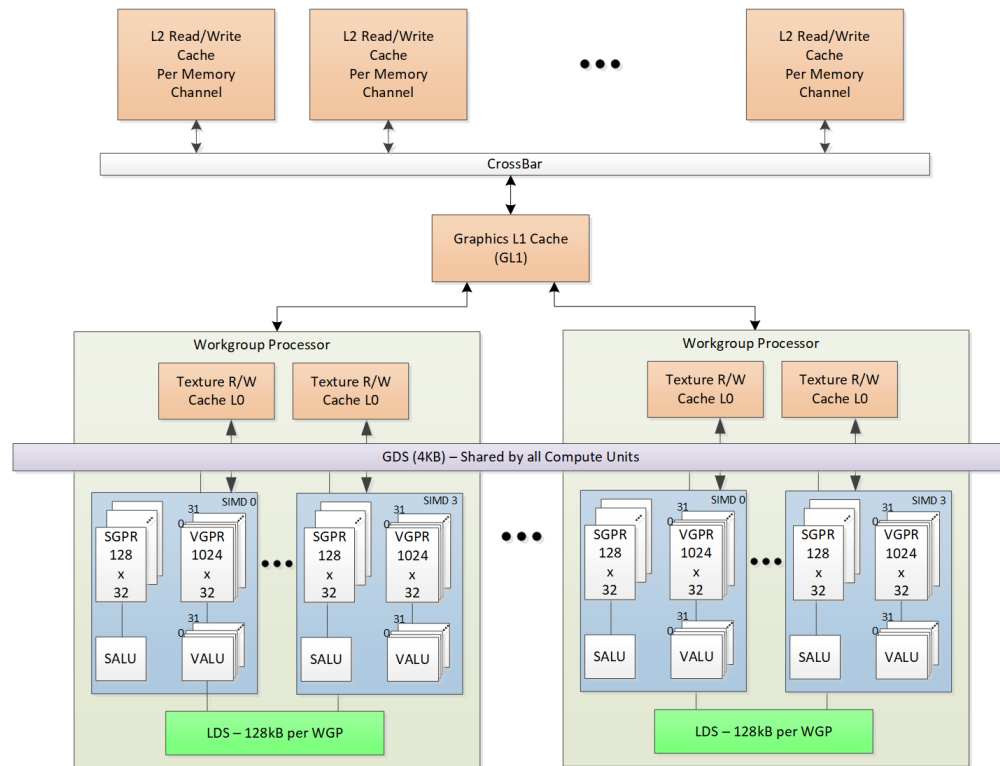 L2 Read/Write
Cache
Per Memory
Channel
L2 Read/Write
Cache
Per Memory
Channel
L2 Read/Write
Cache
Per Memory
Channel
CrossBar
Graphics L1 Cache
(GL1)
Workgroup Processor
Texture R/W
Cache L0
Texture R/W
Cache L0
Workgroup Processor
Texture R/W
Cache L0
Texture R/W
Cache L0
GDS (4KB) – Shared by all Compute Units
SIMD 0
SGPR
128
x
32
31
0
VGPR
1024
x
32
SALU
31
0
VALU
SIMD 3
SGPR
128
x
32
31
0
VGPR
1024
x
32
SALU
31
0
VALU
LDS – 128kB per WGP
SIMD 0
SGPR
128
x
32
31
0
VGPR
1024
x
32
SALU
31
0
VALU
SIMD 3
SGPR
128
x
32
31
0
VGPR
1024
x
32
SALU
31
0
VALU
LDS – 128kB per WGP